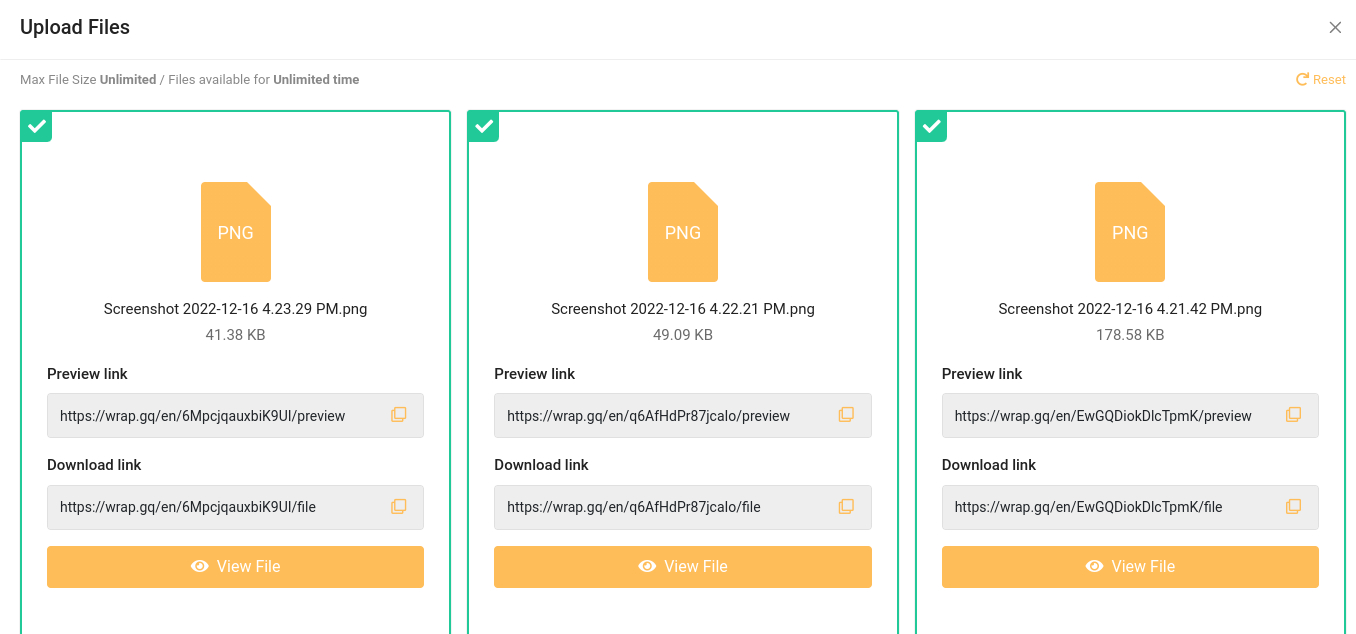 Upload Files
Max File Size Unlimited / Files available for Unlimited time
Reset
PNG
Screenshot 2022-12-16 4.23.29 PM.png
41.38 KB
Preview link
https://wrap.gq/en/6MpcjqauxbiK9UI/preview
Download link
https://wrap.gq/en/6MpcjqauxbiK9UI/file
View File
PNG
Screenshot 2022-12-16 4.22.21 PM.png
49.09 KB
Preview link
https://wrap.gq/en/q6AfHdPr87jcalo/preview
Download link
https://wrap.gq/en/q6AfHdPr87jcalo/file
View File
PNG
Screenshot 2022-12-16 4.21.42 PM.png
178.58 KB
Preview link
https://wrap.gq/en/EwGQDiokDlcTpmK/preview
Download link
https://wrap.gq/en/EwGQDiokDlcTpmK/file
View File